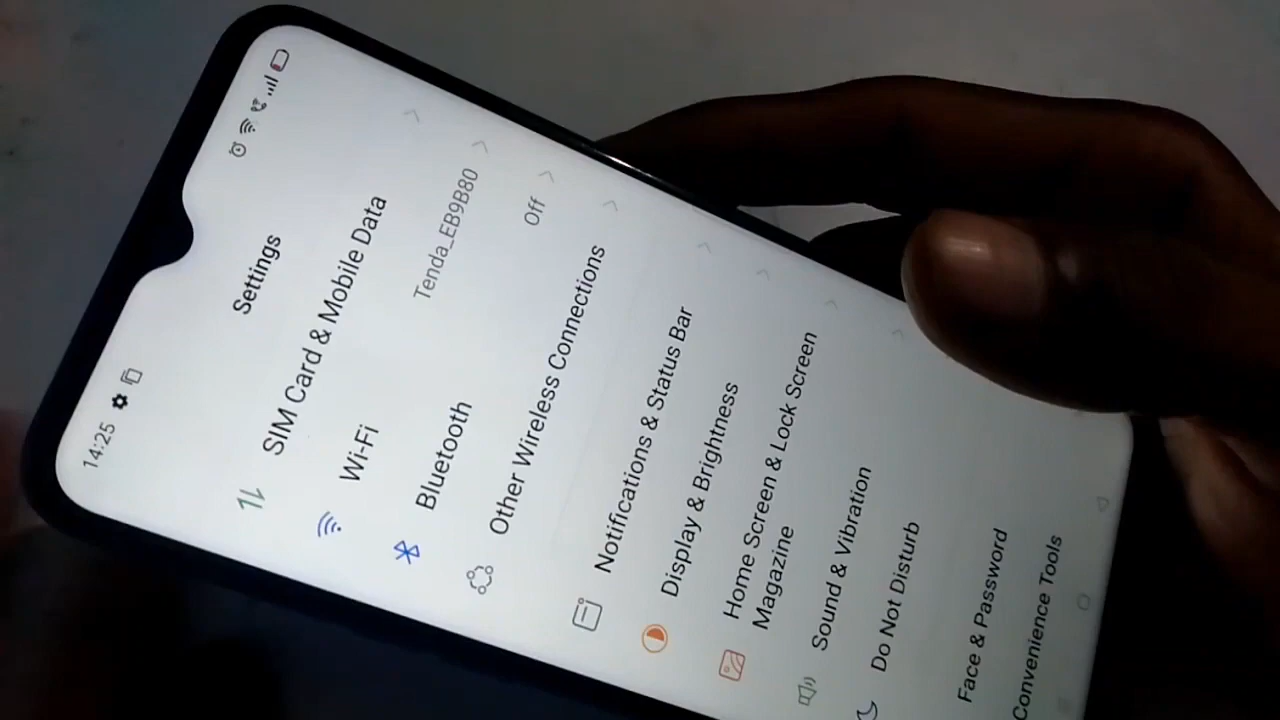 14:25
Settings
SIM Card & Mobile Data
Wi-Fi
Tenda_EB9B80
Bluetooth
Off
Other Wireless Connections
Notifications & Status Bar
Display & Brightness
Home Screen & Lock Screen
Magazine
Sound & Vibration
Do Not Disturb
Face & Password
Convenience Tools